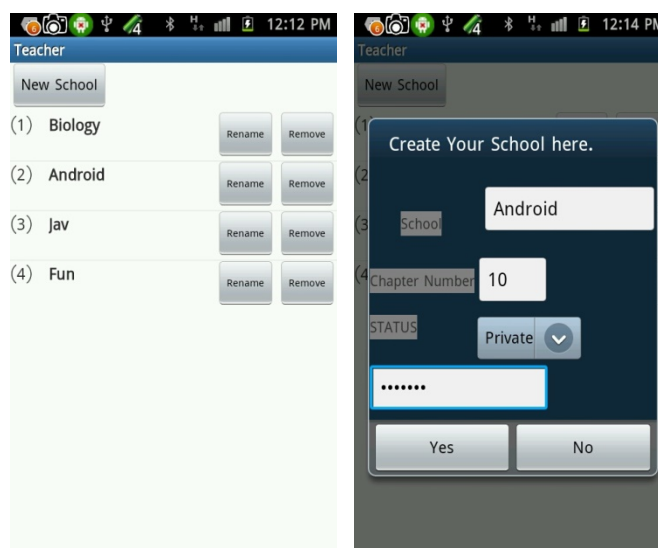 12:12 PM
Teacher
New School
(1) Biology Rename Remove
(2) Android Rename Remove
(3) Jav Rename Remove
(4) Fun Rename Remove
12:14 PM
Teacher
New School
Create Your School here.
School Android
Chapter Number 10
STATUS Private
•••••••
Yes No